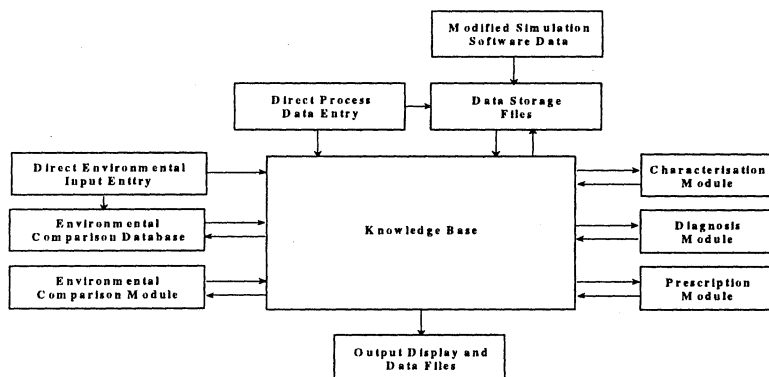 Modified Simulation
Software Data
Direct Process
Data Entry
Data Storage
Files
Direct Environmental
Input Enttry
Characterisation
Module
Environmental
Comparison Database
Knowledge Base
Diagnosis
Module
Environmental
Comparison Module
Prescription
Module
Output Display and
Data Files